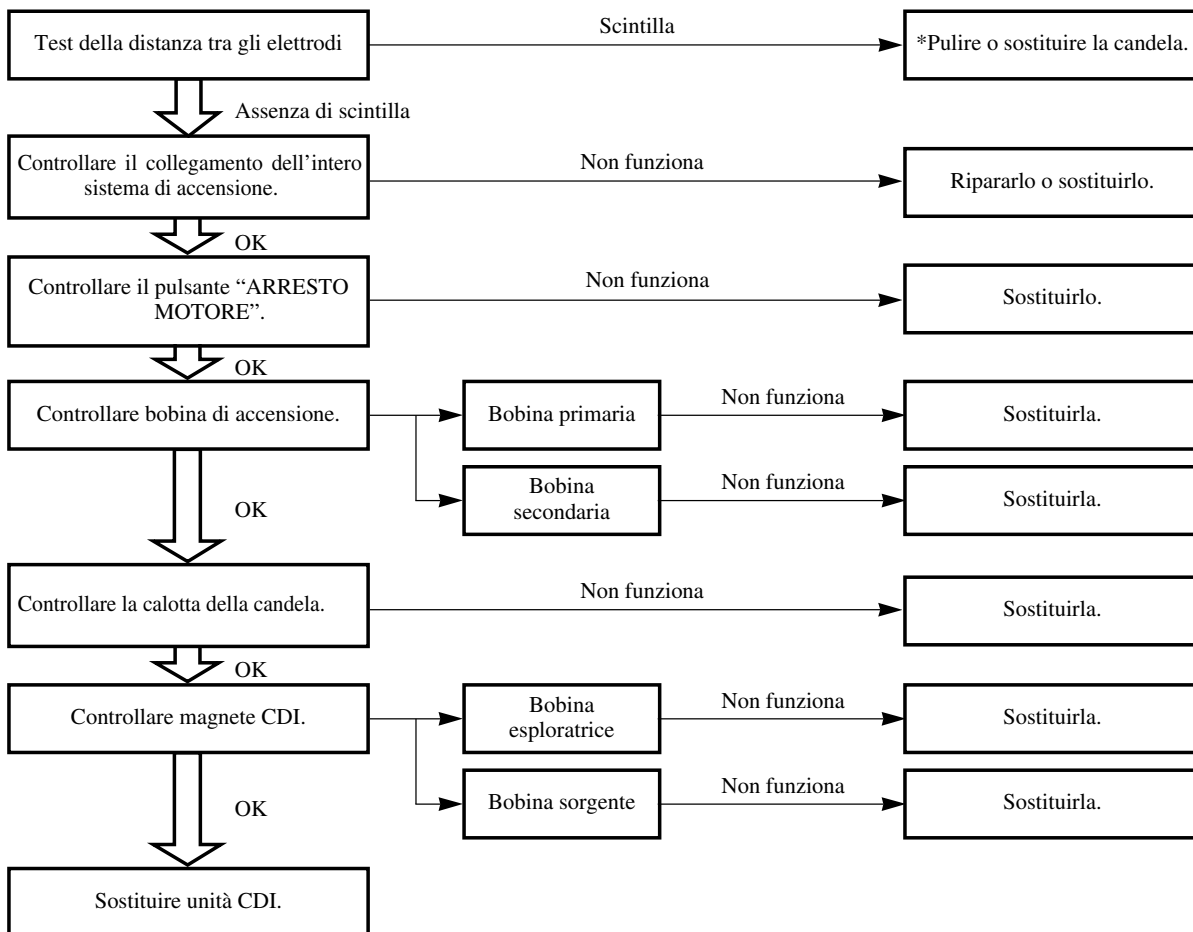 Test della distanza tra gli elettrodi
Scintilla
*Pulire o sostituire la candela.
Assenza di scintilla
Controllare il collegamento dell'intero
sistema di accensione.
Non funziona
Ripararlo o sostituirlo.
OK
Controllare il pulsante “ARRESTO
MOTORE”.
Non funziona
Sostituirlo.
OK
Controllare bobina di accensione.
Bobina primaria
Non funziona
Sostituirla.
Bobina
secondaria
Non funziona
Sostituirla.
OK
Controllare la calotta della candela.
Non funziona
Sostituirla.
OK
Controllare magnete CDI.
Bobina
esploratrice
Non funziona
Sostituirla.
Bobina sorgente
Non funziona
Sostituirla.
OK
Sostituire unità CDI.